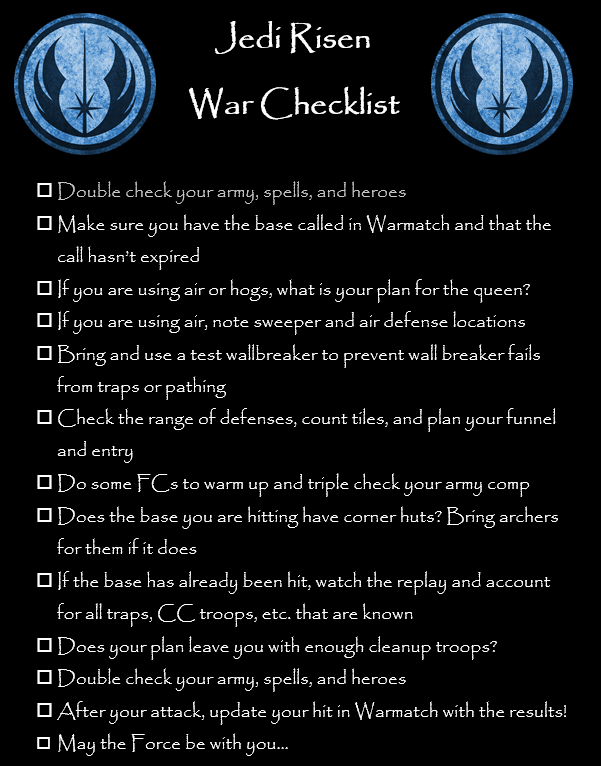 Jedi Risen
War Checklist
Double check your army, spells, and heroes
Make sure you have the base called in Warmatch and that the
call hasn't expired
If you are using air or hogs, what is your plan for the queen?
If you are using air, note sweeper and air defense locations
Bring and use a test wallbreaker to prevent wall breaker fails
from traps or pathing
Check the range of defenses, count tiles, and plan your funnel
and entry
Do some FCs to warm up and triple check your army comp
Does the base you are hitting have corner huts? Bring archers
for them if it does
If the base has already been hit, watch the replay and account
for all traps, CC troops, etc. that are known
Does your plan leave you with enough cleanup troops?
Double check your army, spells, and heroes
After your attack, update your hit in Warmatch with the results!
May the Force be with you...